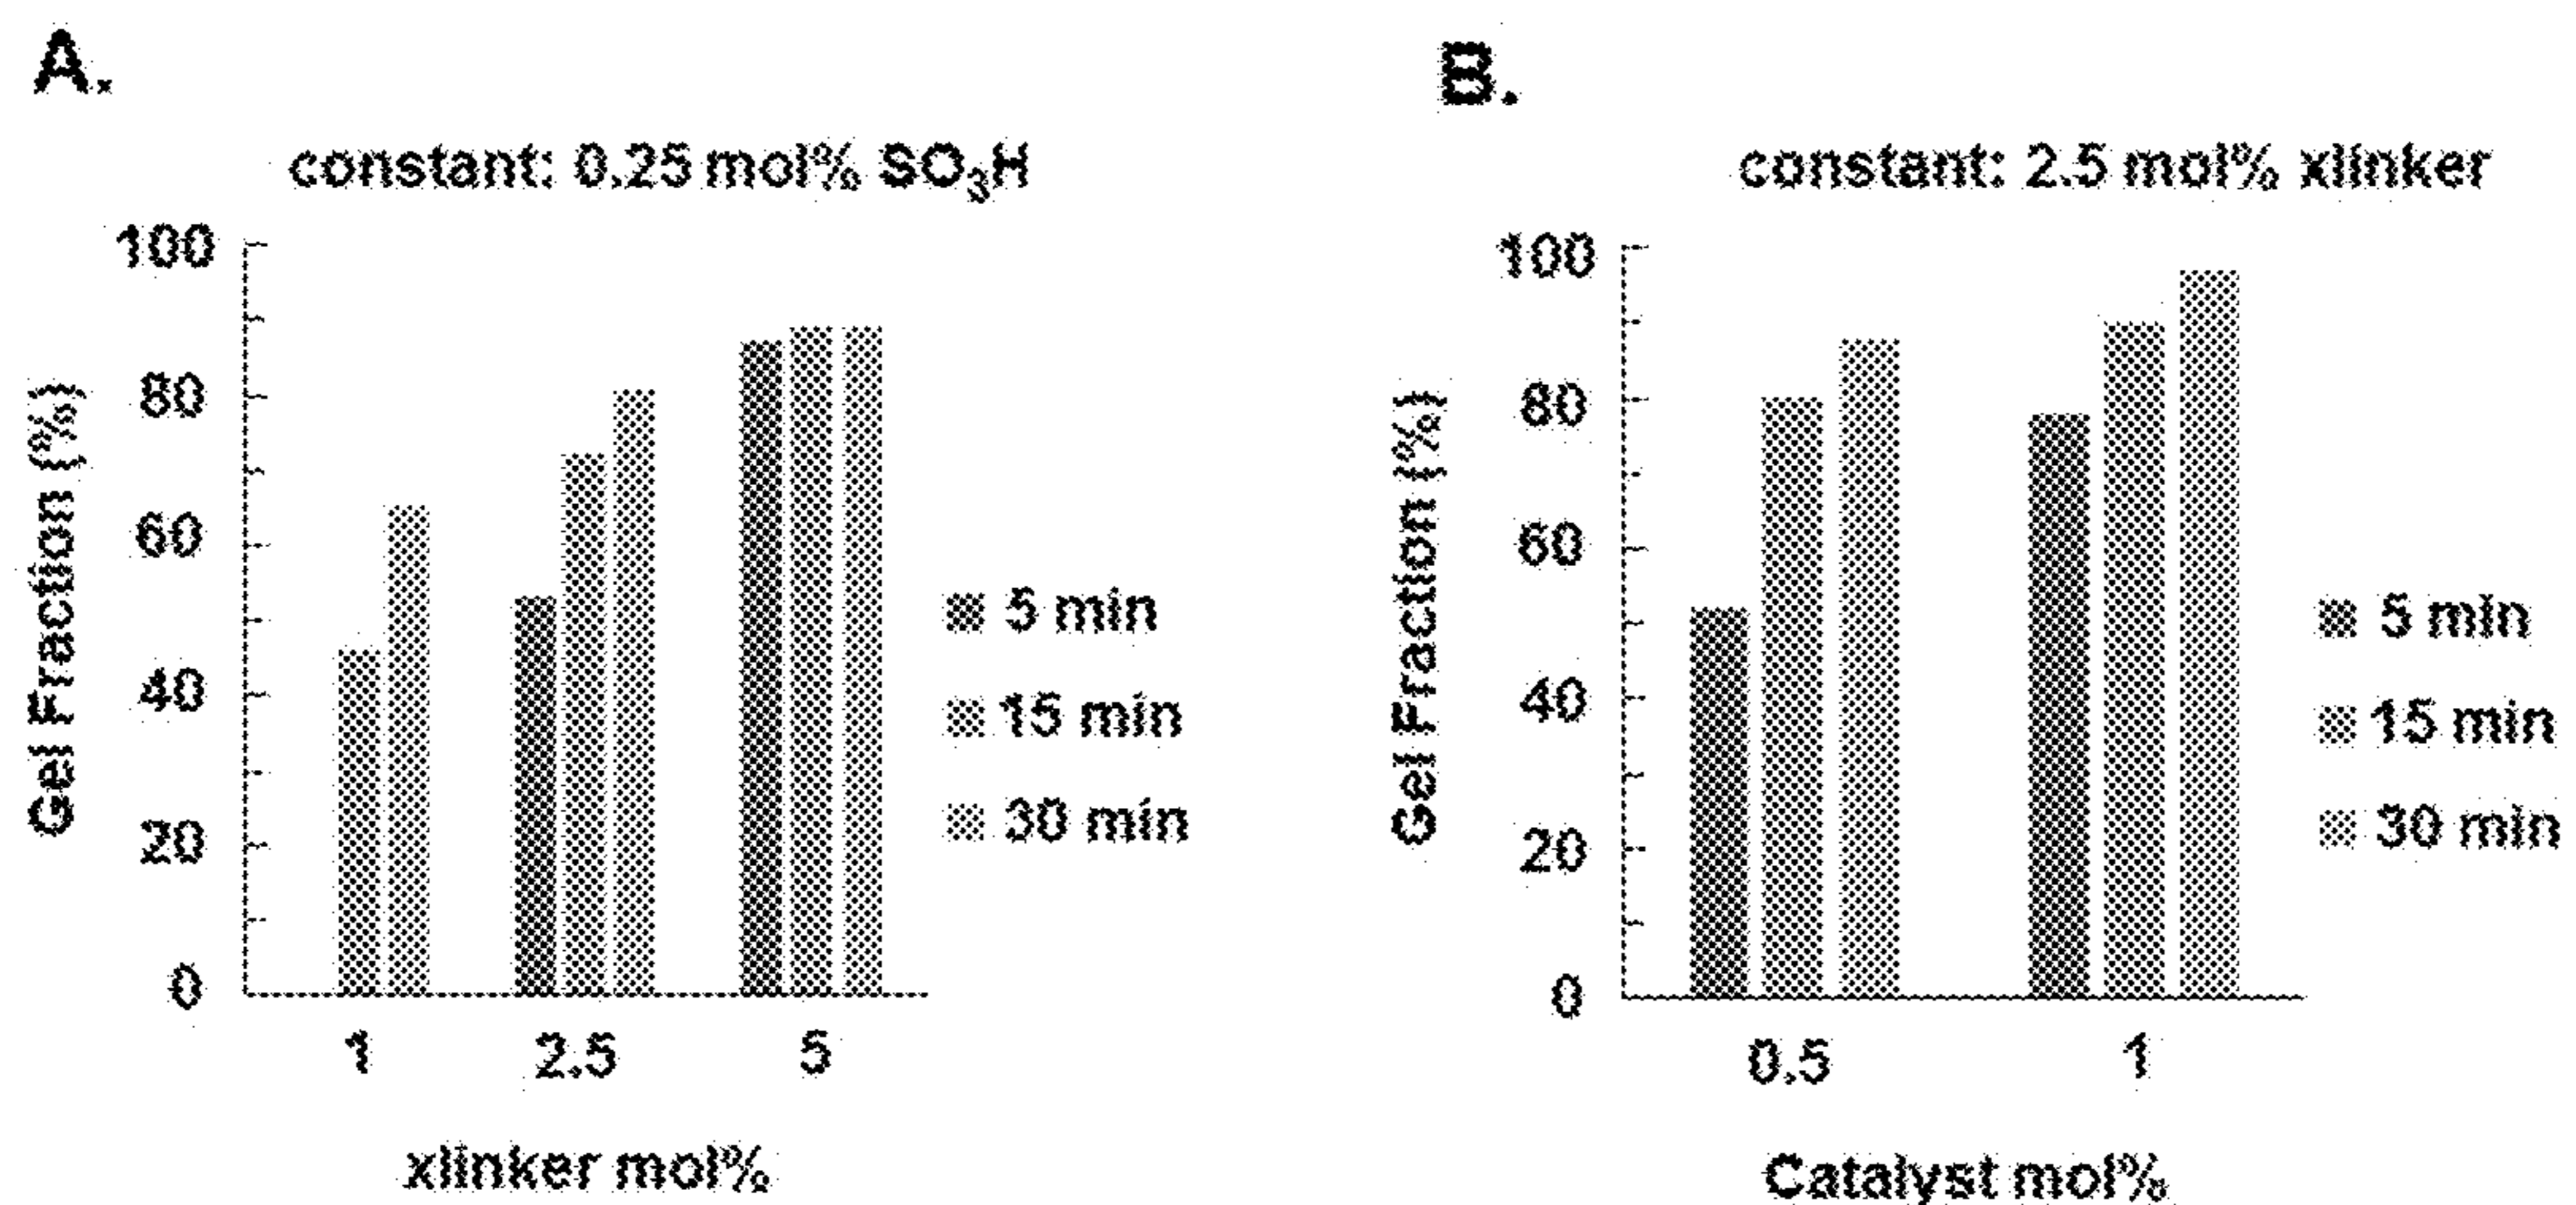 A.
constant: 0.25 mol% SO₃H
100
80
60
40
20
0
Gel Fraction (%)
1 2.5 5
xlinker mol%
5 min
15 min
30 min
B.
constant: 2.5 mol% xlinker
100
80
60
40
20
0
Gel Fraction (%)
0.5 1
Catalyst mol%
5 min
15 min
30 min